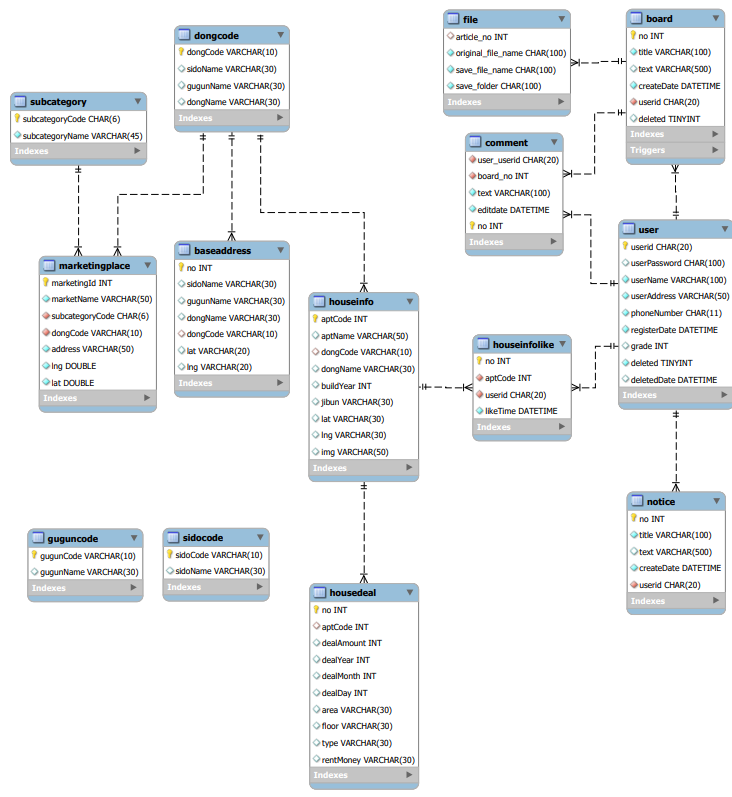 dongcode
dongCode VARCHAR(10)
sidoName VARCHAR(30)
gugunName VARCHAR(30)
dongName VARCHAR(30)
Indexes
file
article_no INT
original_file_name CHAR(100)
save_file_name CHAR(100)
save_folder CHAR(100)
Indexes
board
no INT
title VARCHAR(100)
text VARCHAR(500)
createDate DATETIME
userid CHAR(20)
deleted TINYINT
Indexes
Triggers
subcategory
subcategoryCode CHAR(6)
subcategoryName VARCHAR(45)
Indexes
comment
user_userid CHAR(20)
board_no INT
text VARCHAR(100)
editdate DATETIME
no INT
Indexes
marketingplace
marketingId INT
marketName VARCHAR(50)
subcategoryCode CHAR(6)
dongCode VARCHAR(10)
address VARCHAR(50)
lng DOUBLE
lat DOUBLE
Indexes
baseaddress
no INT
sidoName VARCHAR(30)
gugunName VARCHAR(30)
dongName VARCHAR(30)
dongCode VARCHAR(10)
lat VARCHAR(20)
lng VARCHAR(20)
Indexes
houseinfo
aptCode INT
aptName VARCHAR(50)
dongCode VARCHAR(10)
dongName VARCHAR(30)
buildYear INT
jibun VARCHAR(30)
lat VARCHAR(30)
lng VARCHAR(30)
img VARCHAR(50)
Indexes
houseinfolike
no INT
aptCode INT
userid CHAR(20)
likeTime DATETIME
Indexes
user
userid CHAR(20)
userPassword CHAR(100)
userName VARCHAR(100)
userAddress VARCHAR(50)
phoneNumber CHAR(11)
registerDate DATETIME
grade INT
deleted TINYINT
deletedDate DATETIME
Indexes
guguncode
gugunCode VARCHAR(10)
gugunName VARCHAR(30)
Indexes
sidocode
sidoCode VARCHAR(10)
sidoName VARCHAR(30)
Indexes
housedeal
no INT
aptCode INT
dealAmount INT
dealYear INT
dealMonth INT
dealDay INT
area VARCHAR(30)
floor VARCHAR(30)
type VARCHAR(30)
rentMoney VARCHAR(30)
Indexes
notice
no INT
title VARCHAR(100)
text VARCHAR(500)
createDate DATETIME
userid CHAR(20)
Indexes